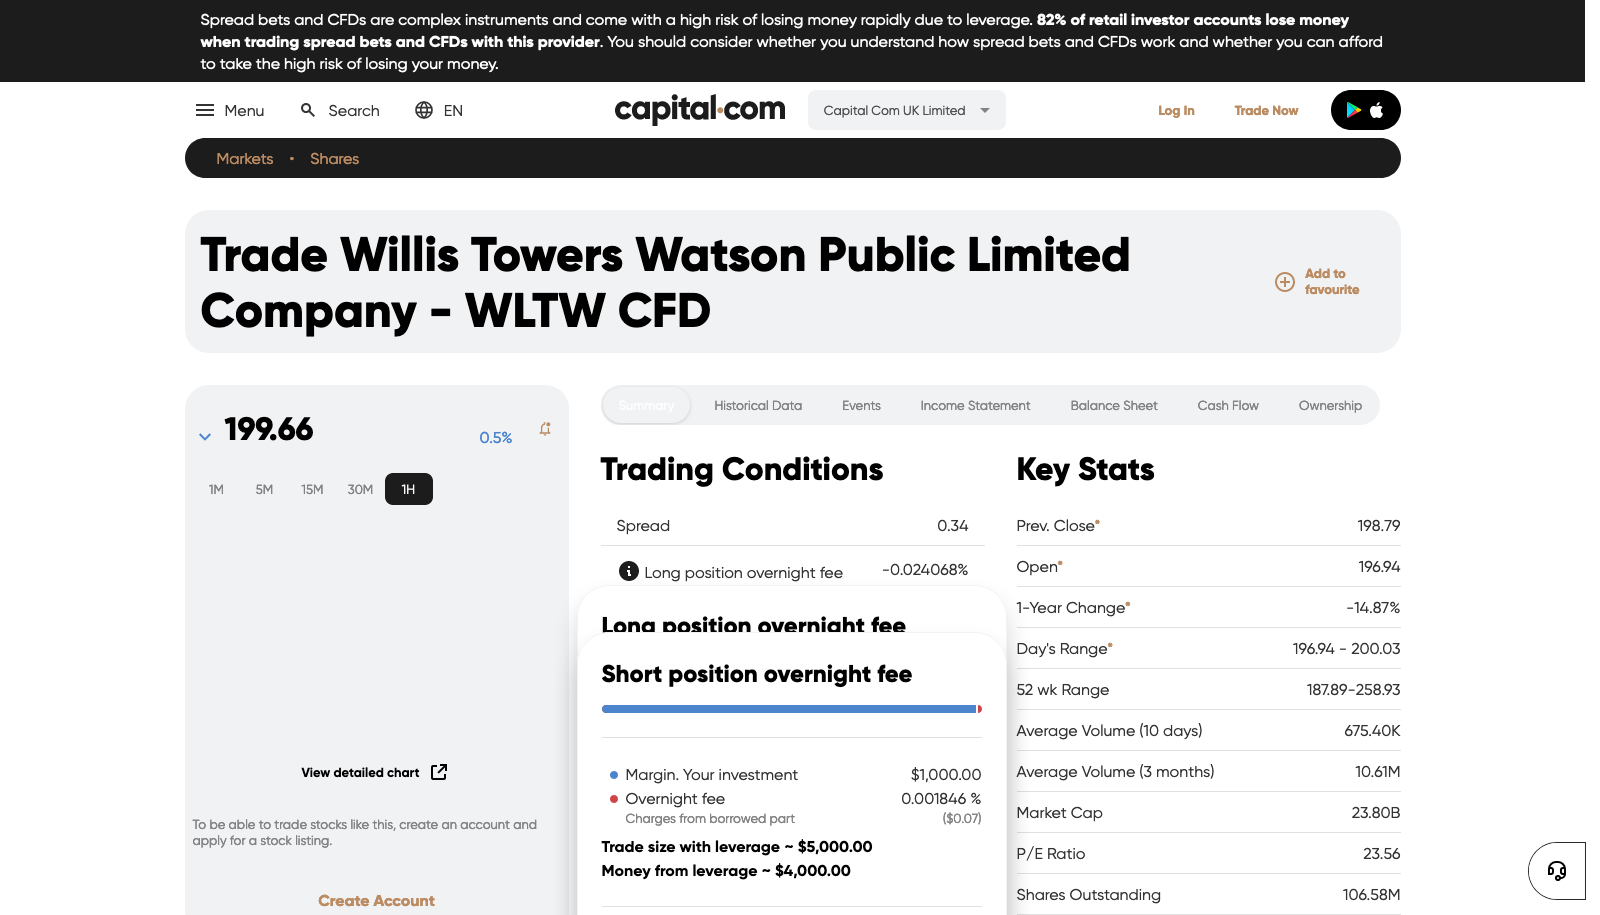 Spread bets and CFDs are complex instruments and come with a high risk of losing money rapidly due to leverage. 82% of retail investor accounts lose money
when trading spread bets and CFDs with this provider. You should consider whether you understand how spread bets and CFDs work and whether you can afford
to take the high risk of losing your money.
Menu Search EN capital.com Capital Com UK Limited Log In Trade Now
Markets • Shares
Trade Willis Towers Watson Public Limited
Company - WLTW CFD
Add to
favourite
199.66 0.5%
1M 5M 15M 30M 1H
View detailed chart
To be able to trade stocks like this, create an account and
apply for a stock listing.
Create Account
Summary Historical Data Events Income Statement Balance Sheet Cash Flow Ownership
Trading Conditions
Spread 0.34
Long position overnight fee -0.024068%
Long position overnight fee
Short position overnight fee
Margin. Your investment $1,000.00
Overnight fee 0.001846 %
Charges from borrowed part ($0.07)
Trade size with leverage ~ $5,000.00
Money from leverage ~ $4,000.00
Key Stats
Prev. Close* 198.79
Open* 196.94
1-Year Change* -14.87%
Day's Range* 196.94 - 200.03
52 wk Range 187.89-258.93
Average Volume (10 days) 675.40K
Average Volume (3 months) 10.61M
Market Cap 23.80B
P/E Ratio 23.56
Shares Outstanding 106.58M